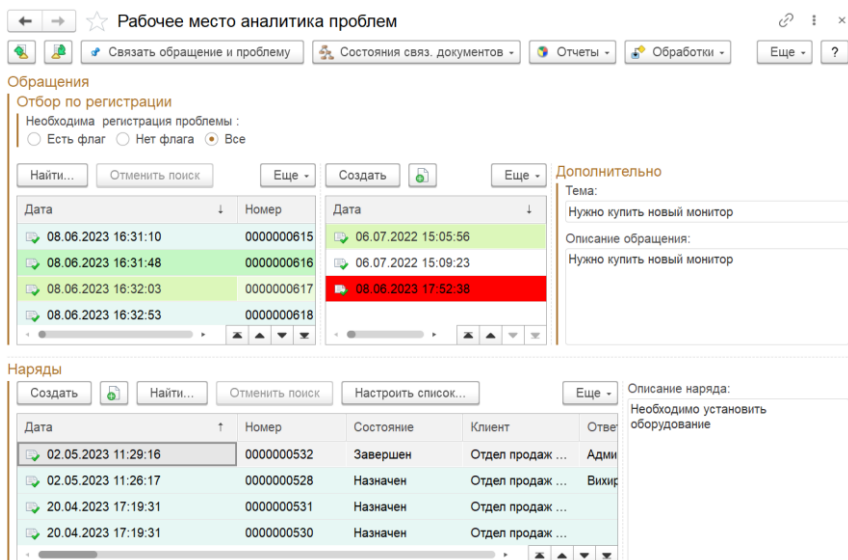 Рабочее место аналитика проблем
Связать обращение и проблему Состояния связ. документов Отчеты Обработки Еще ?
Обращения
Отбор по регистрации
Необходима регистрация проблемы :
Есть флаг Нет флага Все
Найти... Отменить поиск Еще Создать Еще Дополнительно
Тема:
Дата ↓ Номер Дата ↓ Нужно купить новый монитор
08.06.2023 16:31:10 0000000615 06.07.2022 15:05:56 Описание обращения:
08.06.2023 16:31:48 0000000616 06.07.2022 15:09:23 Нужно купить новый монитор
08.06.2023 16:32:03 0000000617 08.06.2023 17:52:38
08.06.2023 16:32:53 0000000618
Наряды
Создать Найти... Отменить поиск Настроить список... Еще Описание наряда:
Дата ↑ Номер Состояние Клиент Отве Необходимо установить
оборудование
02.05.2023 11:29:16 0000000532 Завершен Отдел продаж ... Адми
02.05.2023 11:26:17 0000000528 Назначен Отдел продаж ... Вихир
20.04.2023 17:19:31 0000000531 Назначен Отдел продаж ...
20.04.2023 17:19:31 0000000530 Назначен Отдел продаж ...